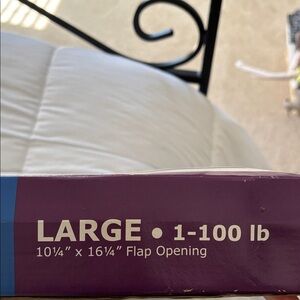 LARGE • 1-100 lb
10¼” x 16¼” Flap Opening